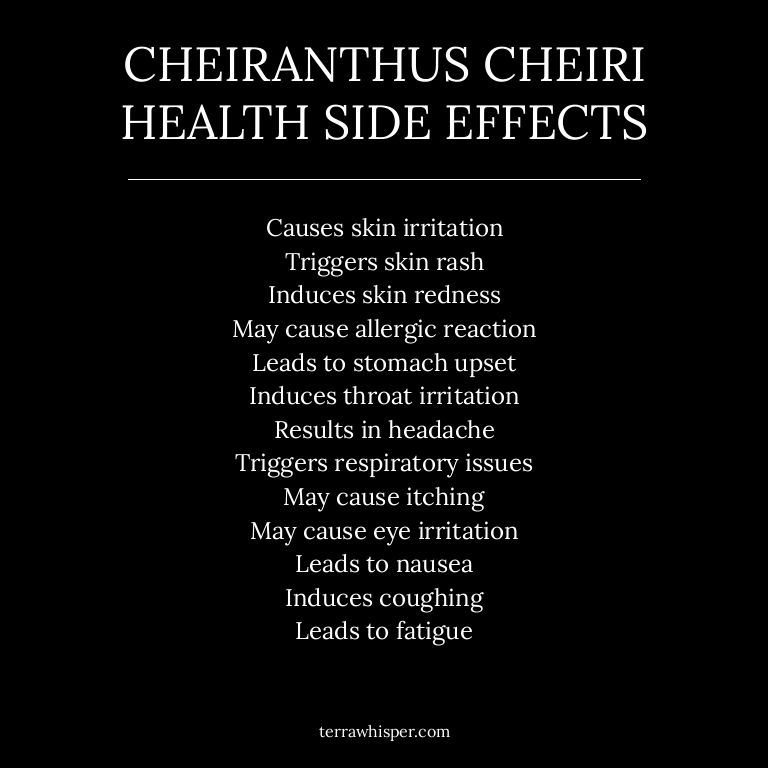 CHEIRANTHUS CHEIRI
HEALTH SIDE EFFECTS
Causes skin irritation
Triggers skin rash
Induces skin redness
May cause allergic reaction
Leads to stomach upset
Induces throat irritation
Results in headache
Triggers respiratory issues
May cause itching
May cause eye irritation
Leads to nausea
Induces coughing
Leads to fatigue
terrawhisper.com